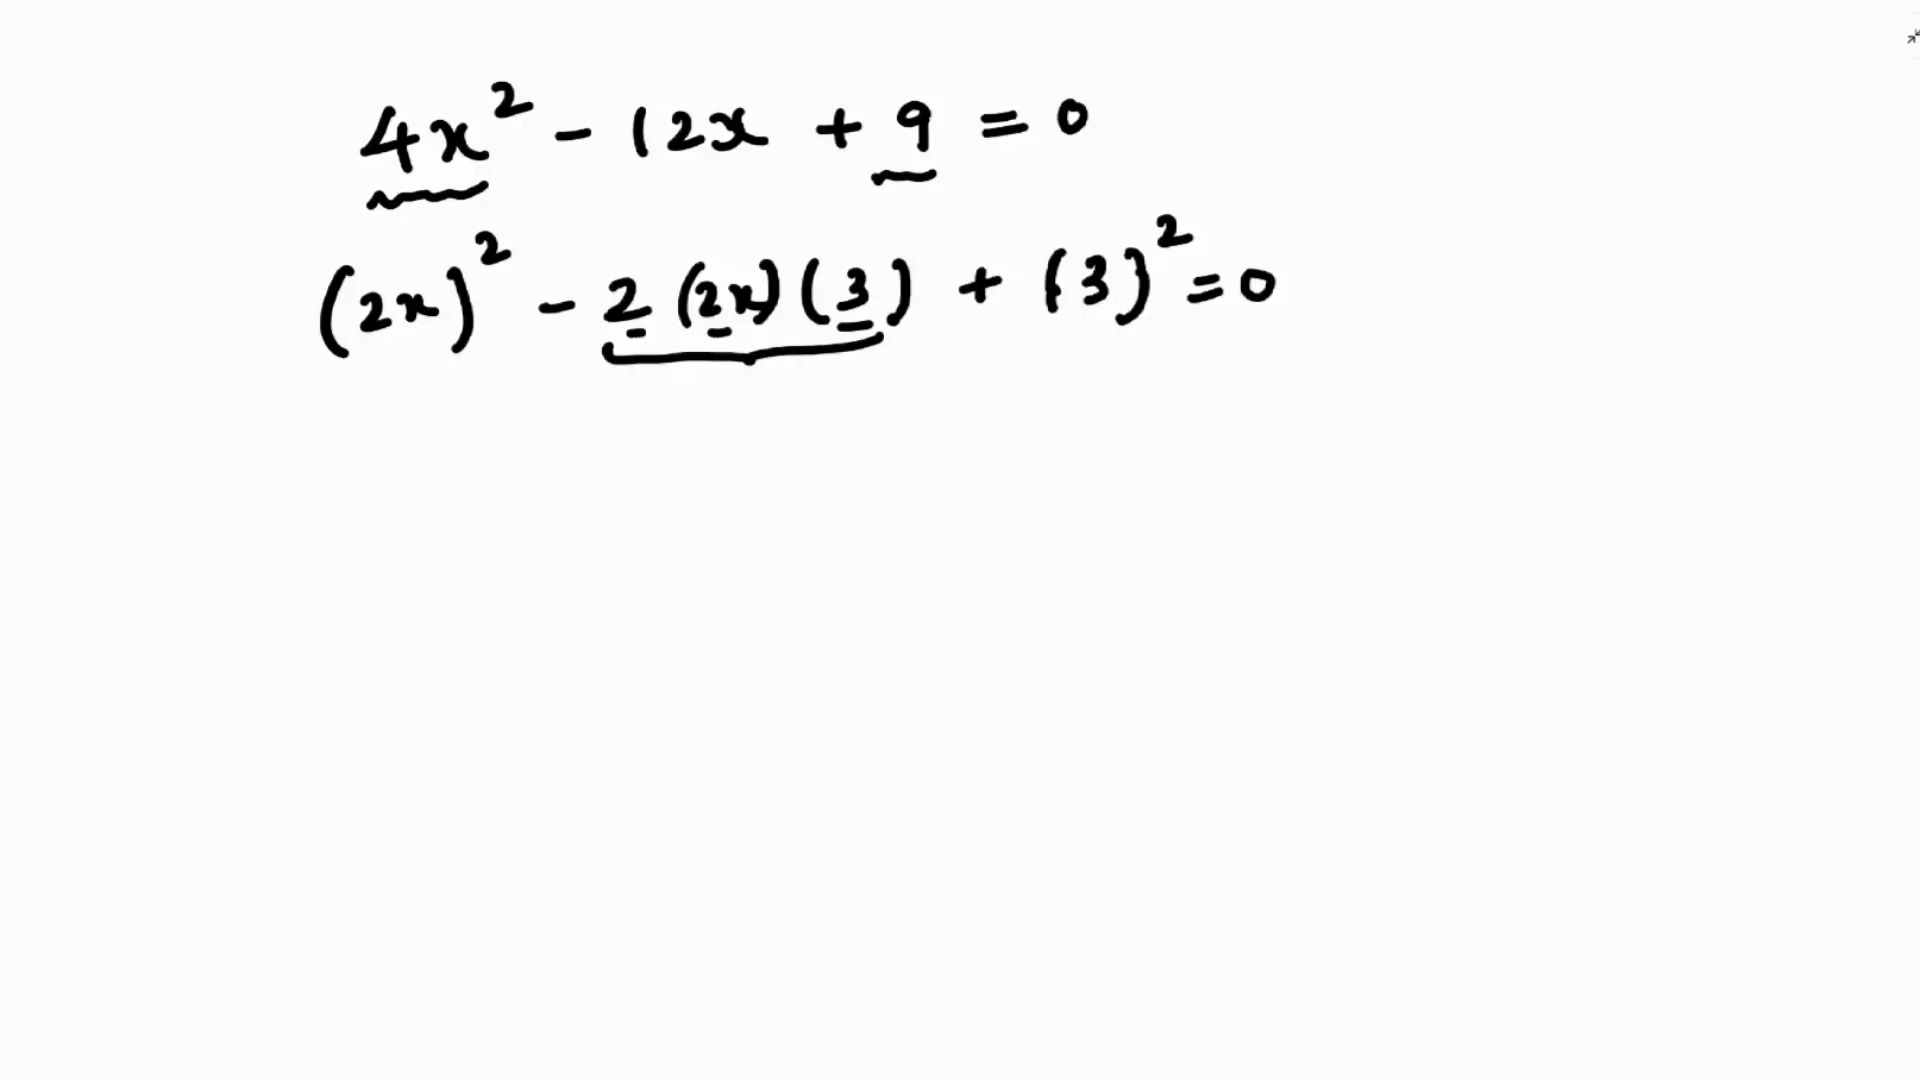 4x² - 12x + 9 = 0
(2x)² - 2(2x)(3) + (3)² = 0